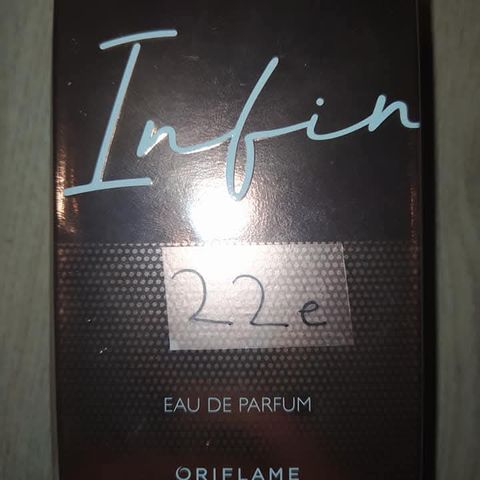 Infin
22e
EAU DE PARFUM
ORIFLAME